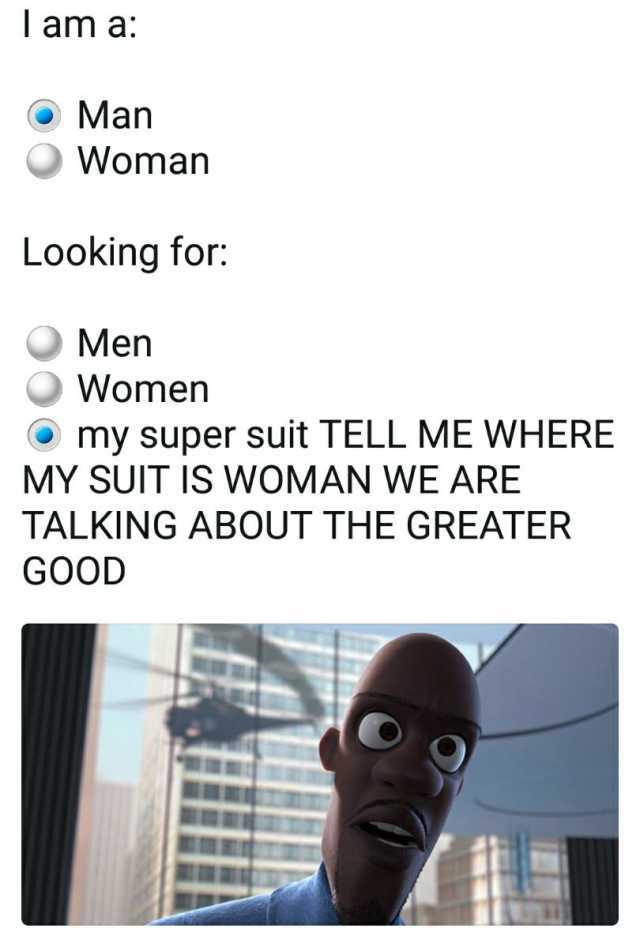 I am a:
Man
Woman
Looking for:
Men
Women
my super suit TELL ME WHERE
MY SUIT IS WOMAN WE ARE
TALKING ABOUT THE GREATER
GOOD